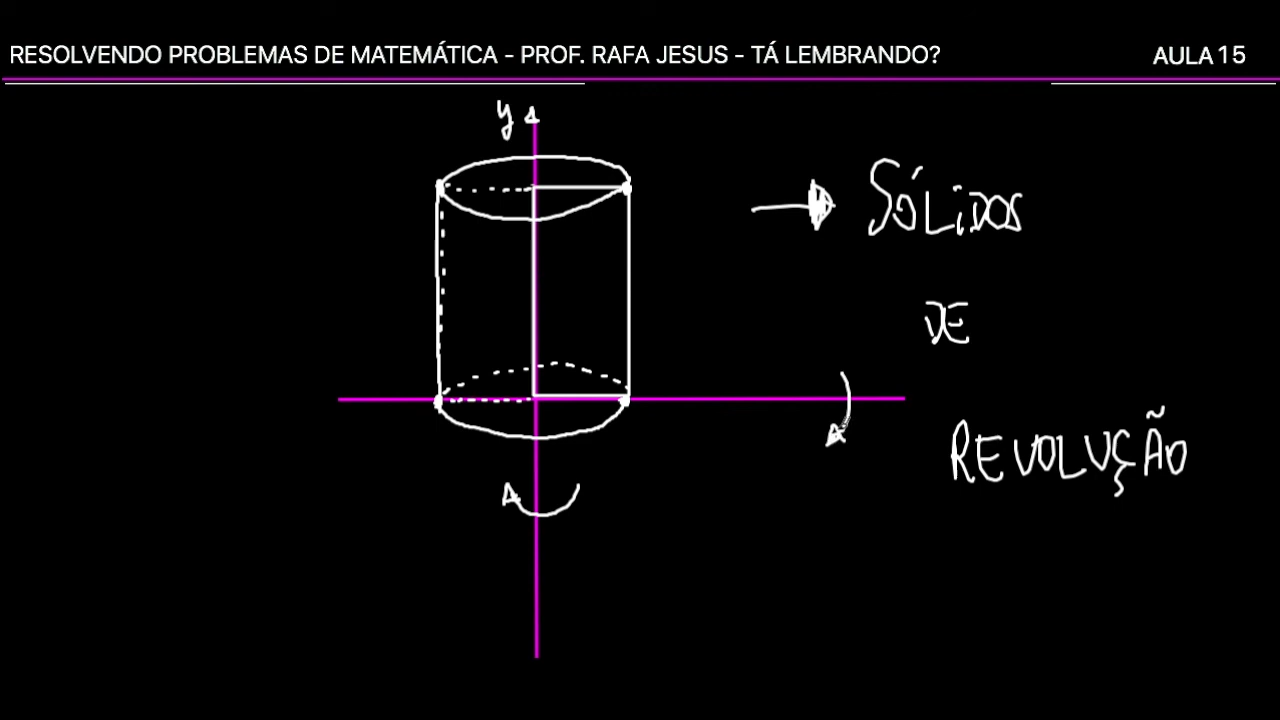 RESOLVENDO PROBLEMAS DE MATEMÁTICA - PROF. RAFA JESUS - TÁ LEMBRANDO?
AULA 15
y
SÓLIDOS
DE
REVOLUÇÃO